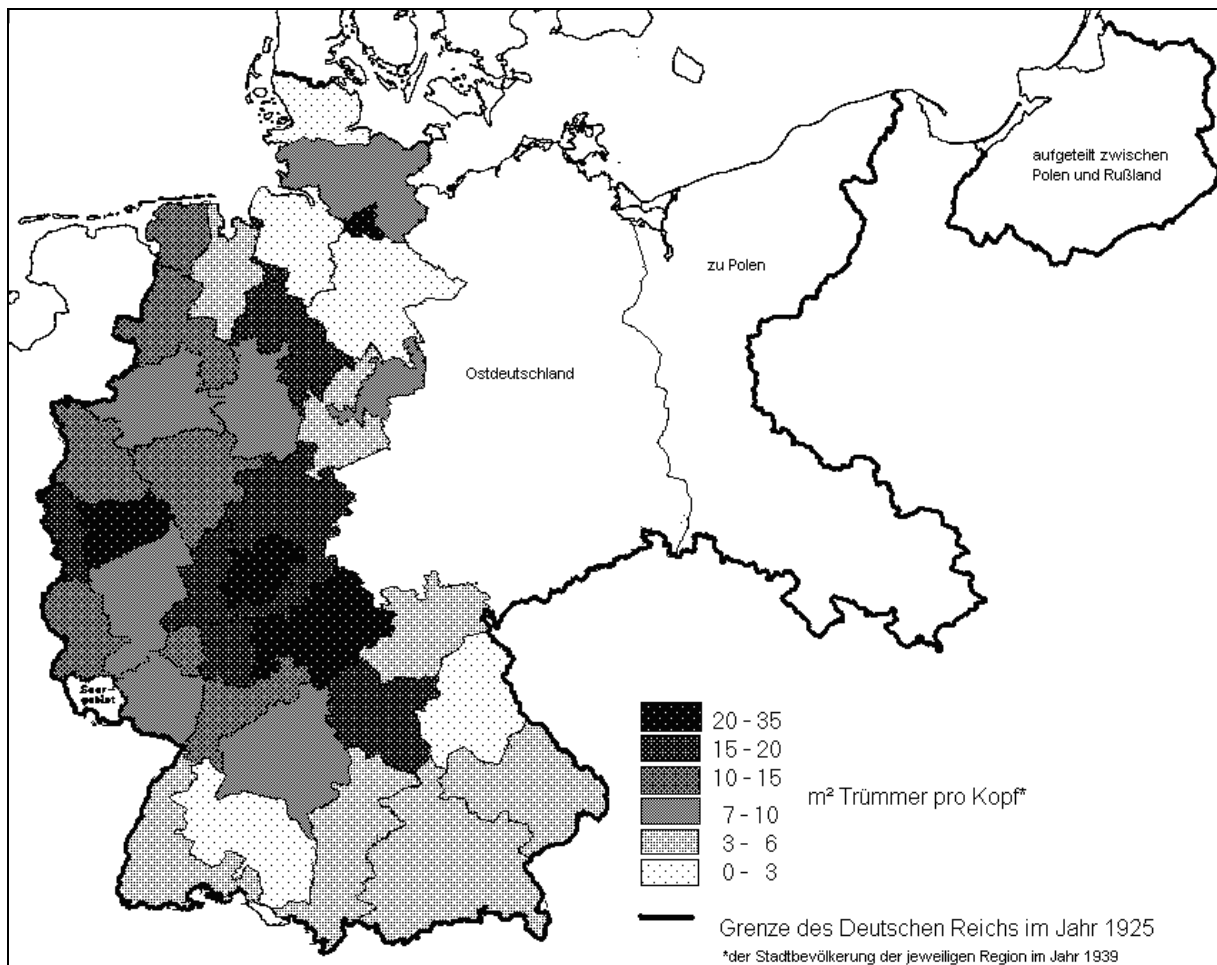 aufgeteilt zwischen
Polen und Rußland
zu Polen
Ostdeutschland
Saar-
gebiet
20 - 35
15 - 20
10 - 15
7 - 10
3 - 6
0 - 3
m² Trümmer pro Kopf*
Grenze des Deutschen Reichs im Jahr 1925
*der Stadtbevölkerung der jeweiligen Region im Jahr 1939